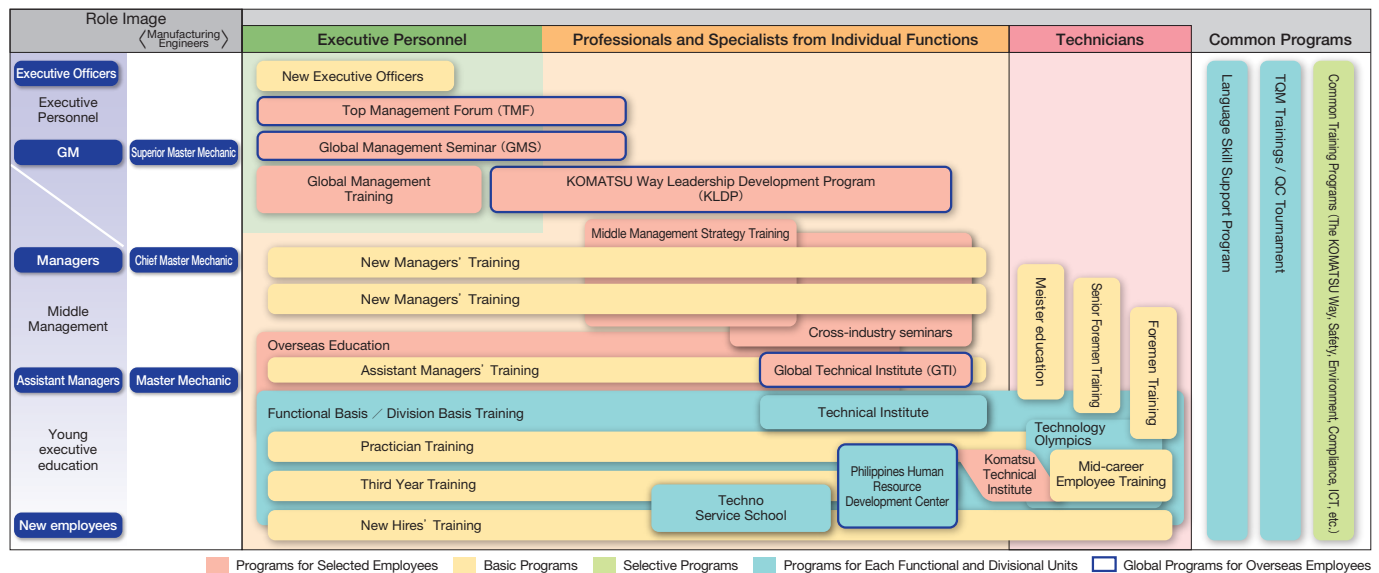 Role Image
〈Manufacturing Engineers〉
Executive Personnel
Professionals and Specialists from Individual Functions
Technicians
Common Programs
Executive Officers
Executive
Personnel
GM
Superior Master Mechanic
Managers
Chief Master Mechanic
Middle
Management
Assistant Managers
Master Mechanic
Young
executive
education
New employees
New Executive Officers
Top Management Forum (TMF)
Global Management Seminar (GMS)
Global Management
Training
KOMATSU Way Leadership Development Program
(KLDP)
Middle Management Strategy Training
New Managers' Training
New Managers' Training
Cross-industry seminars
Overseas Education
Assistant Managers' Training
Global Technical Institute (GTI)
Functional Basis / Division Basis Training
Technical Institute
Practician Training
Third Year Training
Techno
Service School
Philippines Human
Resource
Development Center
New Hires' Training
Meister education
Senior Foremen Training
Foremen Training
Technology
Olympics
Komatsu
Technical
Institute
Mid-career
Employee Training
Language Skill Support Program
TQM Trainings / QC Tournament
Common Training Programs (The KOMATSU Way, Safety, Environment, Compliance, ICT, etc.)
Programs for Selected Employees
Basic Programs
Selective Programs
Programs for Each Functional and Divisional Units
Global Programs for Overseas Employees